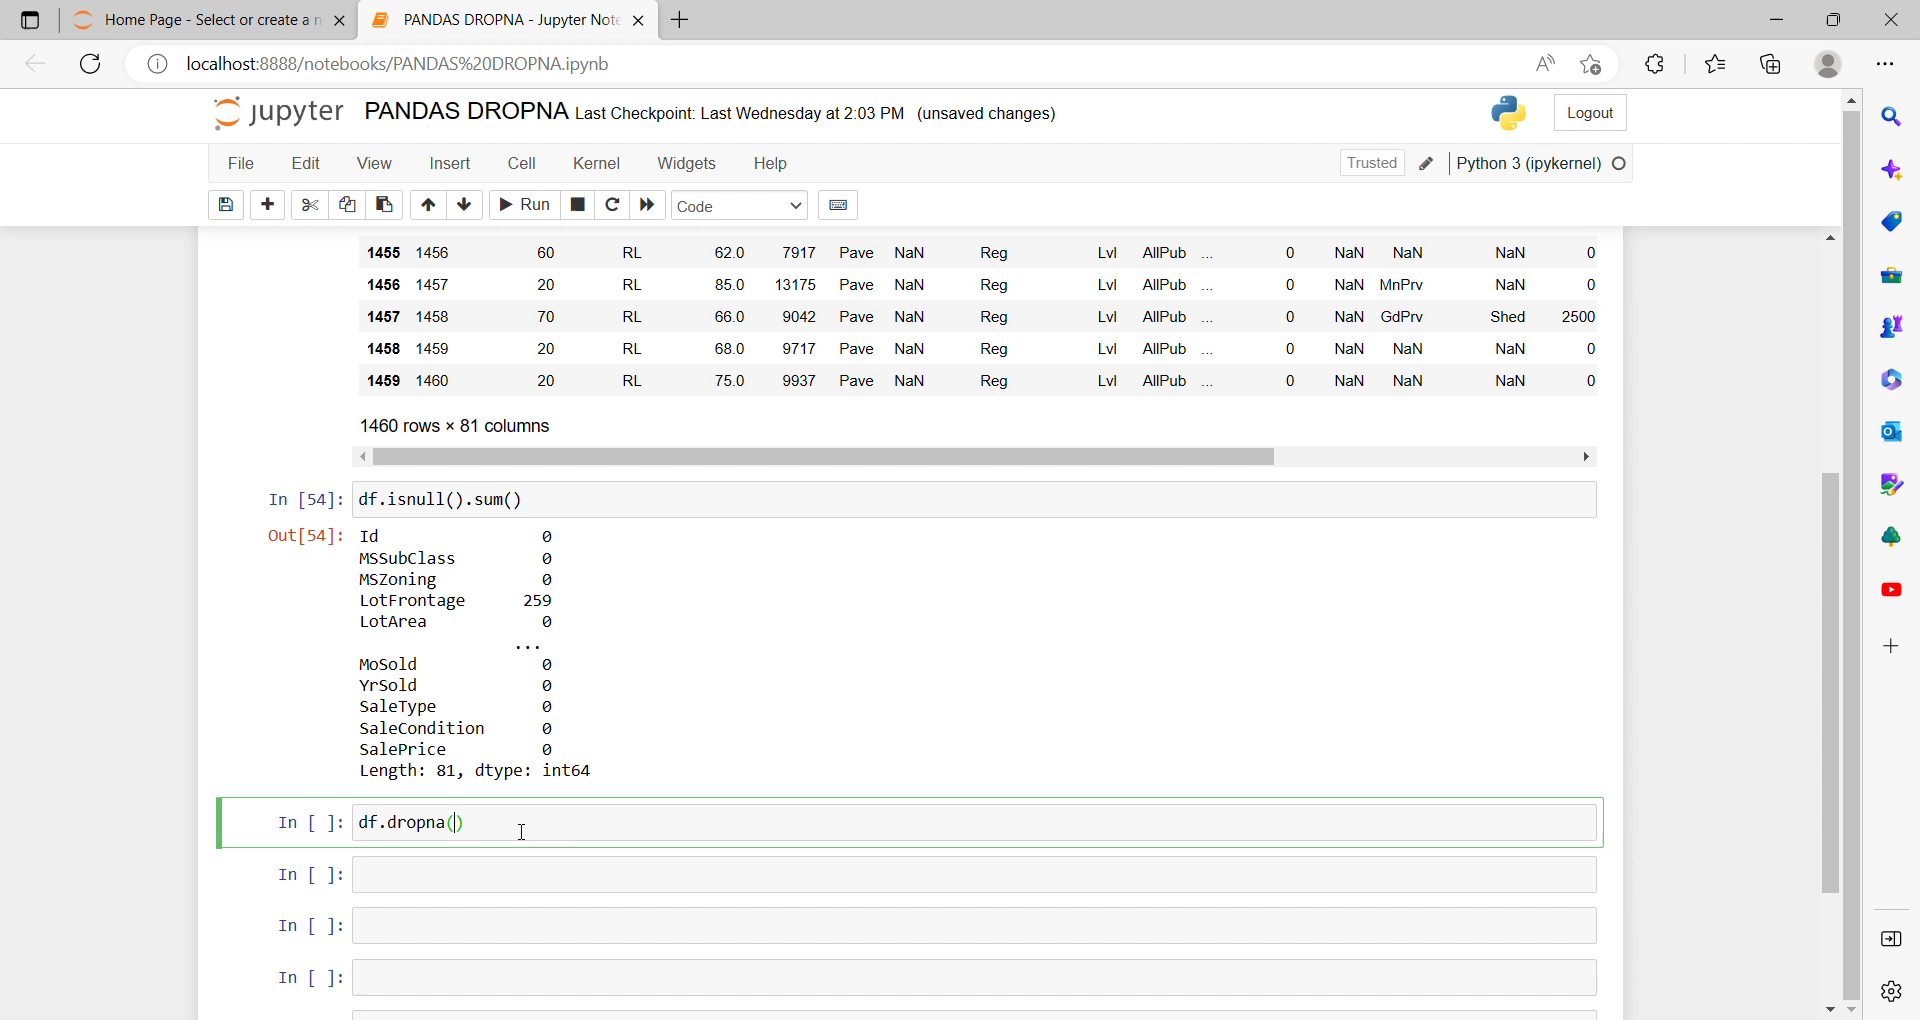 Home Page - Select or create a n
PANDAS DROPNA - Jupyter Note
localhost:8888/notebooks/PANDAS%20DROPNA.ipynb
jupyter PANDAS DROPNA Last Checkpoint: Last Wednesday at 2:03 PM (unsaved changes) Logout
File Edit View Insert Cell Kernel Widgets Help Trusted Python 3 (ipykernel)
Run Code
1455 1456 60 RL 62.0 7917 Pave NaN Reg Lvl AllPub ... 0 NaN NaN NaN 0
1456 1457 20 RL 85.0 13175 Pave NaN Reg Lvl AllPub ... 0 NaN MnPrv NaN 0
1457 1458 70 RL 66.0 9042 Pave NaN Reg Lvl AllPub ... 0 NaN GdPrv Shed 2500
1458 1459 20 RL 68.0 9717 Pave NaN Reg Lvl AllPub ... 0 NaN NaN NaN 0
1459 1460 20 RL 75.0 9937 Pave NaN Reg Lvl AllPub ... 0 NaN NaN NaN 0
1460 rows × 81 columns
In [54]: df.isnull().sum()
Out[54]: Id 0
MSSubClass 0
MSZoning 0
LotFrontage 259
LotArea 0
...
MoSold 0
YrSold 0
SaleType 0
SaleCondition 0
SalePrice 0
Length: 81, dtype: int64
In [ ]: df.dropna()
In [ ]:
In [ ]:
In [ ]: